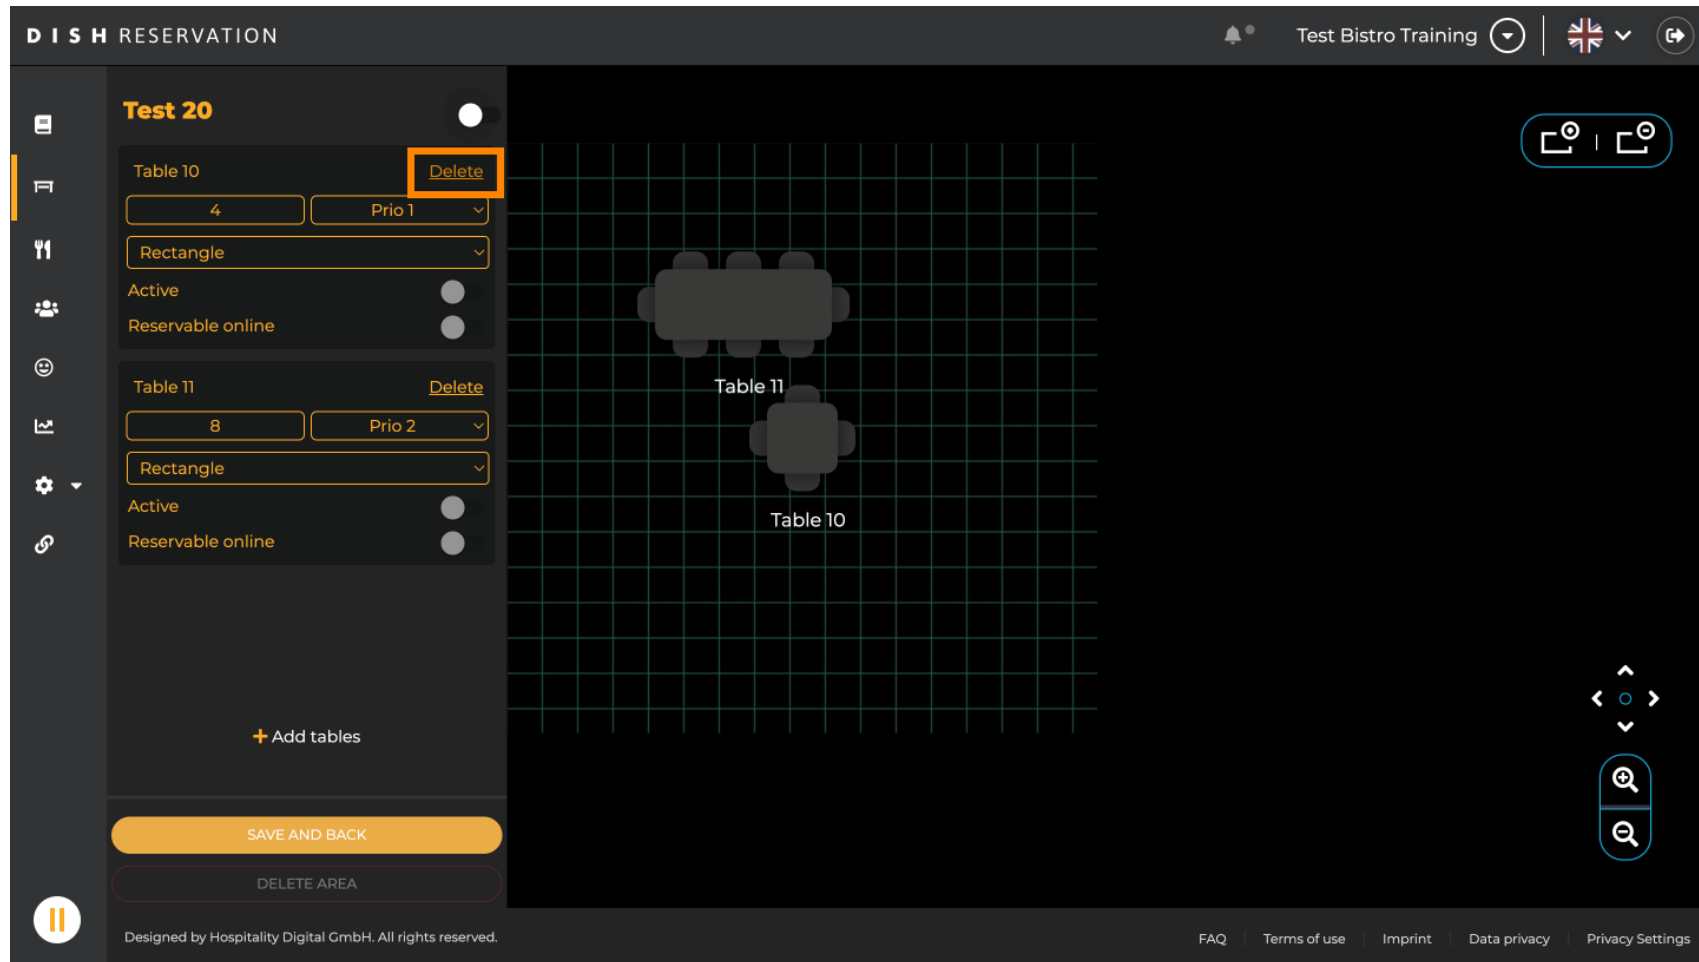 DISH RESERVATION
Test Bistro Training
Test 20
Table 10 Delete
4 Prio 1
Rectangle
Active
Reservable online
Table 11 Delete
8 Prio 2
Rectangle
Active
Reservable online
Table 11
Table 10
+ Add tables
SAVE AND BACK
DELETE AREA
Designed by Hospitality Digital GmbH. All rights reserved.
FAQ Terms of use Imprint Data privacy Privacy Settings